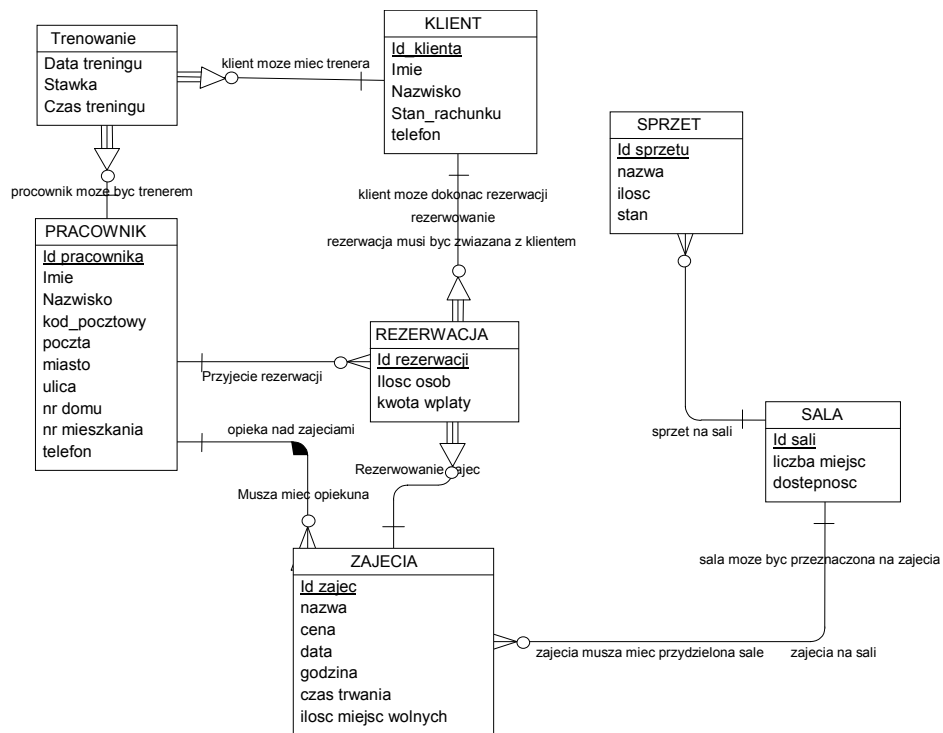 Trenowanie
Data treningu
Stawka
Czas treningu
klient moze miec trenera
KLIENT
Id_klienta
Imie
Nazwisko
Stan_rachunku
telefon
SPRZET
Id sprzetu
nazwa
ilosc
stan
procownik moze byc trenerem
klient moze dokonac rezerwacji
rezerwowanie
rezerwacja musi byc zwiazana z klientem
PRACOWNIK
Id pracownika
Imie
Nazwisko
kod_pocztowy
poczta
miasto
ulica
nr domu
nr mieszkania
telefon
Przyjecie rezerwacji
REZERWACJA
Id rezerwacji
Ilosc osob
kwota wplaty
opieka nad zajeciami
Musza miec opiekuna
Rezerwowanie zajec
sprzet na sali
SALA
Id sali
liczba miejsc
dostepnosc
sala moze byc przeznaczona na zajecia
ZAJECIA
Id zajec
nazwa
cena
data
godzina
czas trwania
ilosc miejsc wolnych
zajecia musza miec przydzielona sale
zajecia na sali